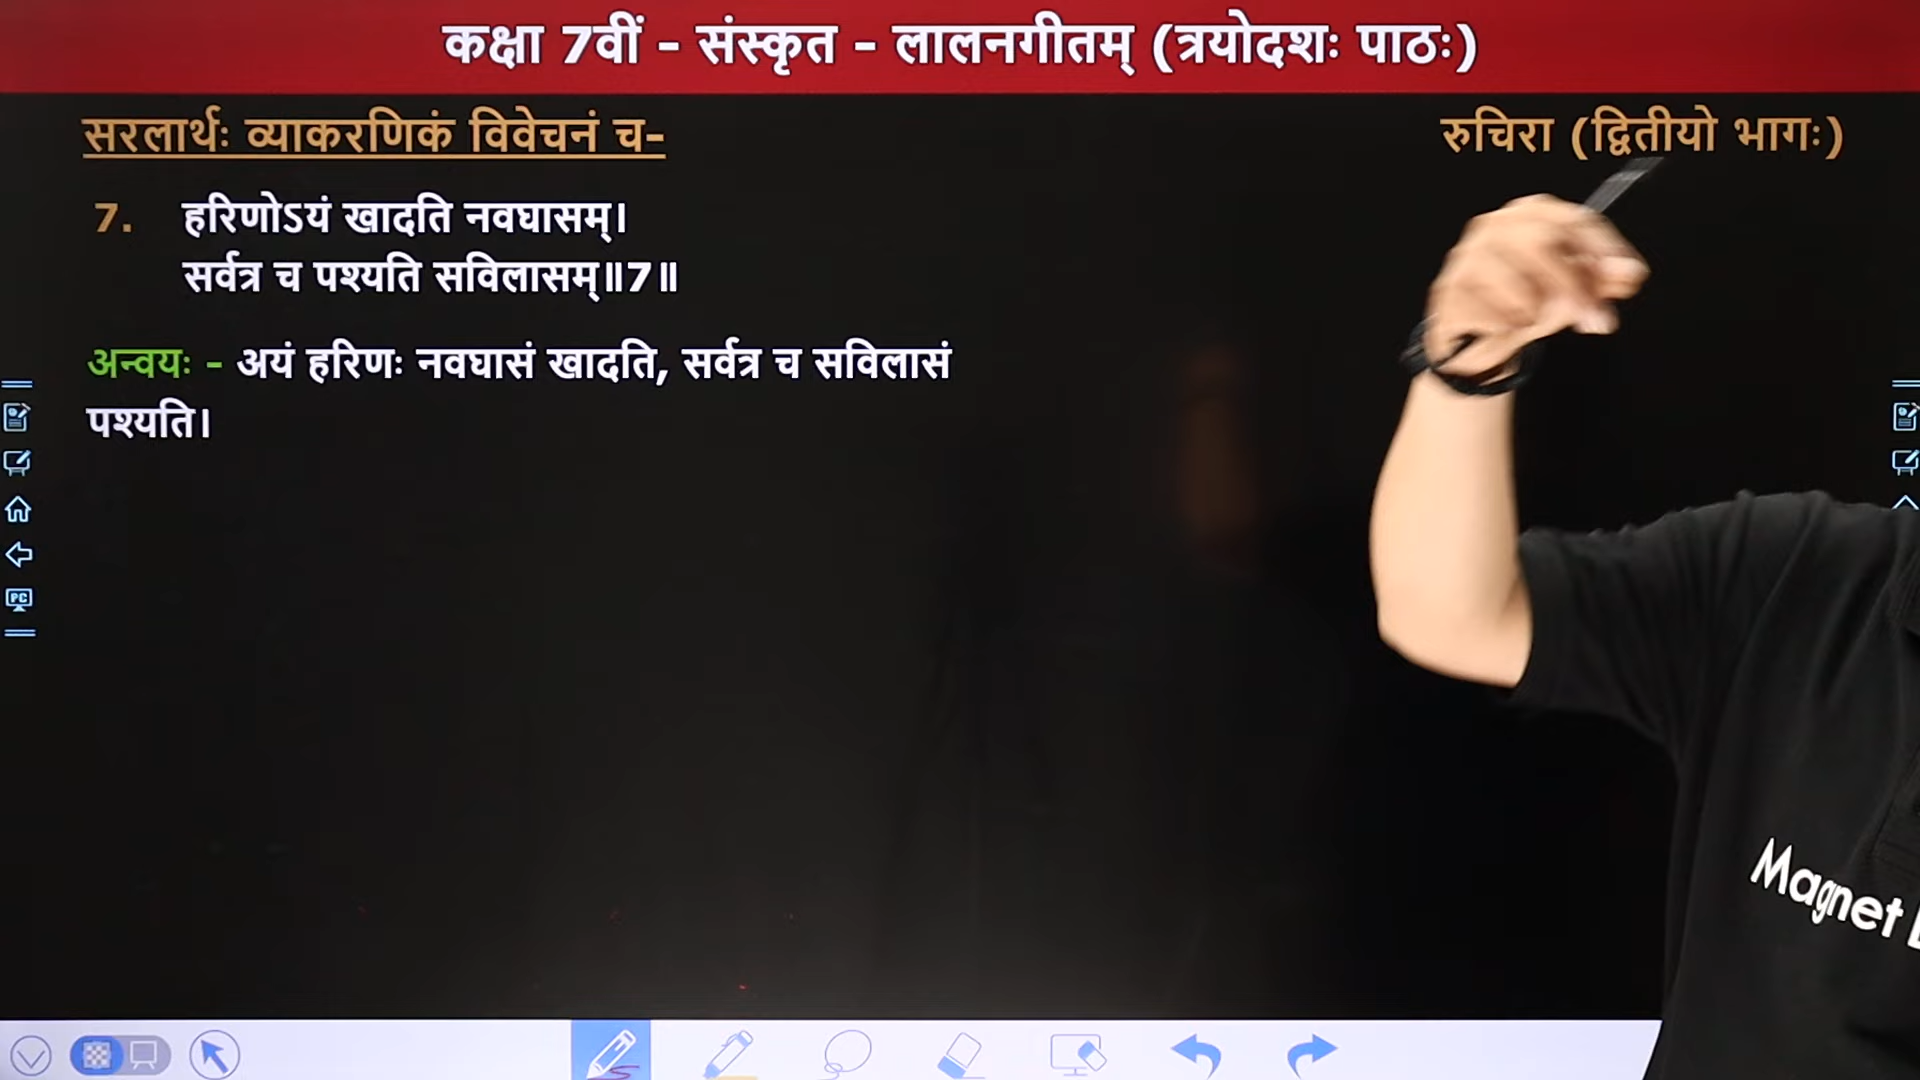 कक्षा 7वीं - संस्कृत - लालनगीतम् (त्रयोदशः पाठः)
सरलार्थः व्याकरणिकं विवेचनं च-
रुचिरा (द्वितीयो भागः)
7. हरिणोऽयं खादति नवघासम्।
सर्वत्र च पश्यति सविलासम्॥7॥
अन्वयः - अयं हरिणः नवघासं खादति, सर्वत्र च सविलासं
पश्यति।
PC
Magnet